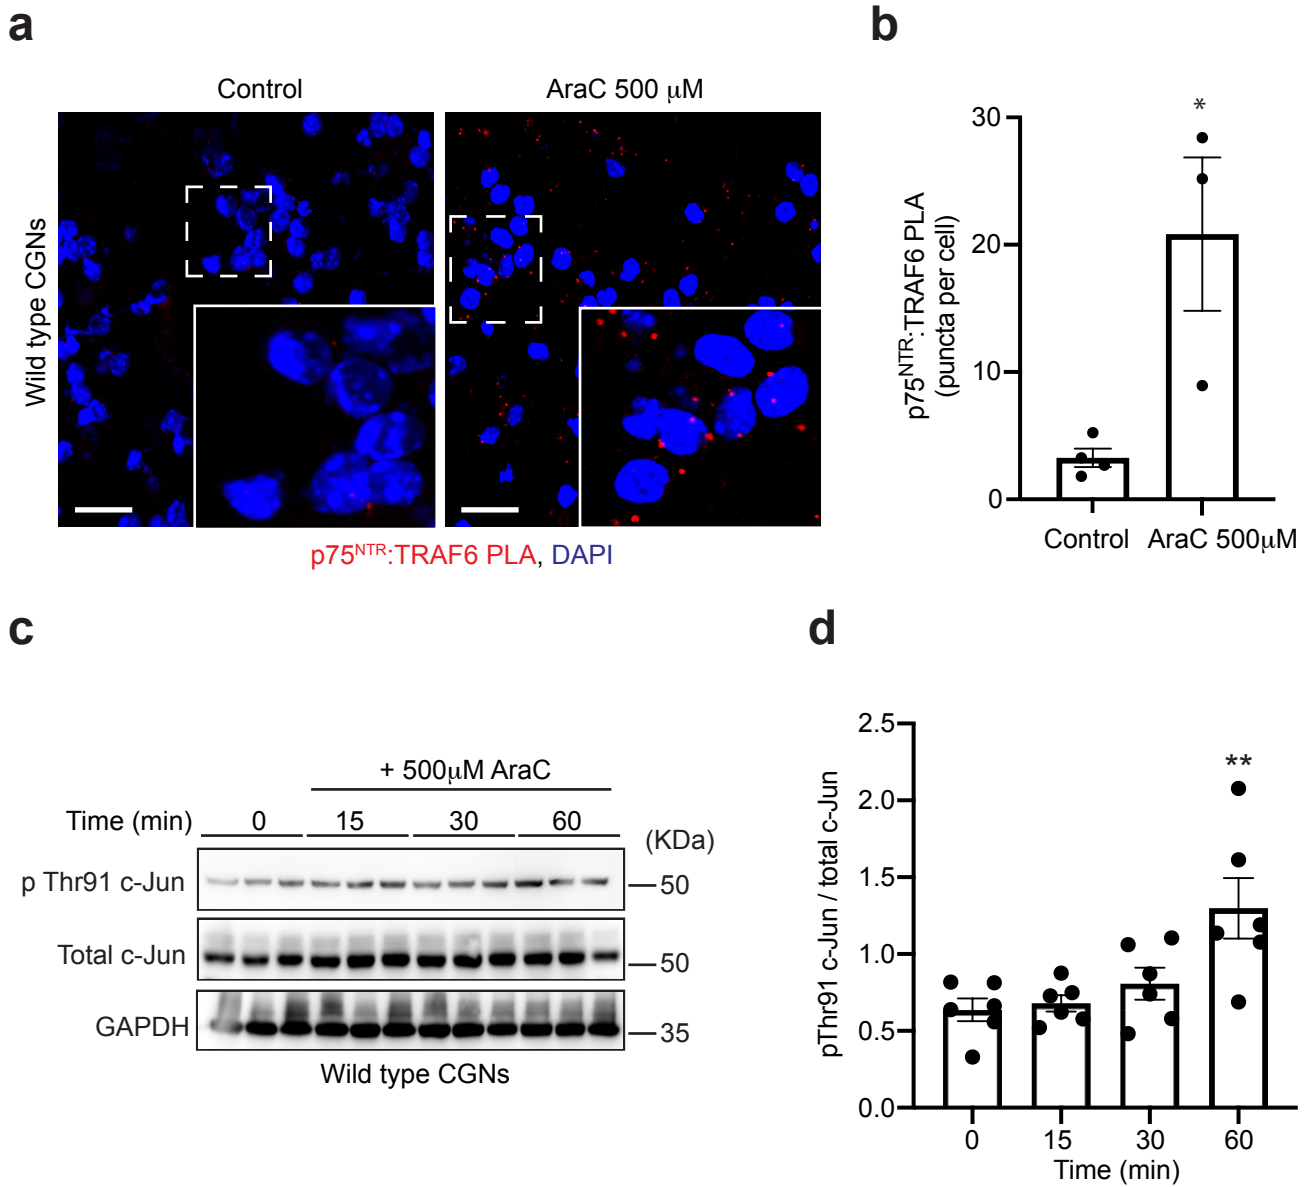 a
Control
AraC 500 μM
Wild type CGNs
p75NTR:TRAF6 PLA, DAPI
b
p75NTR:TRAF6 PLA
(puncta per cell)
30
20
10
0
*
Control
AraC 500μM
c
+ 500μM AraC
Time (min)
0
15
30
60
(KDa)
p Thr91 c-Jun
50
Total c-Jun
50
GAPDH
35
Wild type CGNs
d
pThr91 c-Jun / total c-Jun
2.5
2.0
1.5
1.0
0.5
0.0
**
0
15
30
60
Time (min)